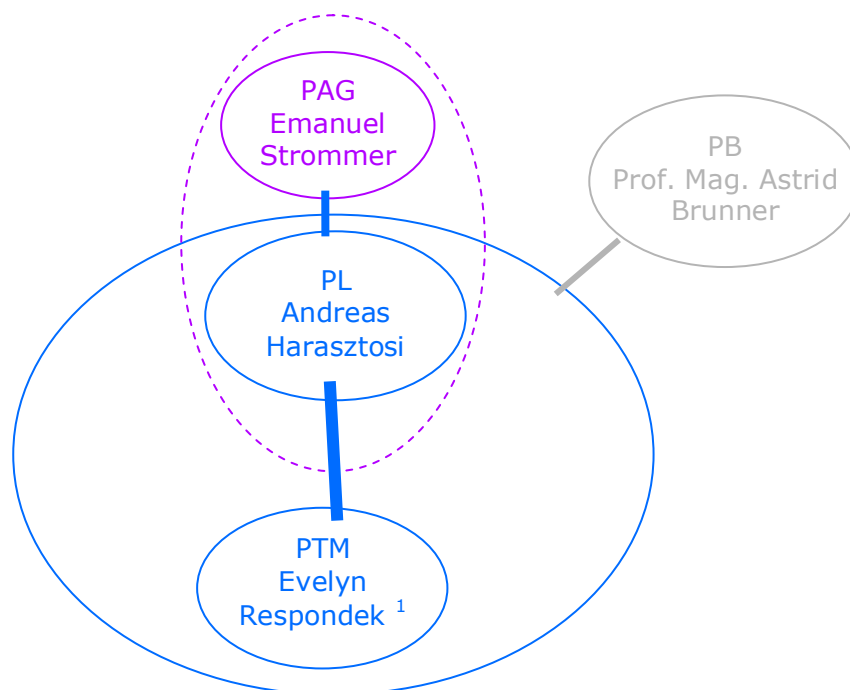 PAG
Emanuel
Strommer
PB
Prof. Mag. Astrid
Brunner
PL
Andreas
Harasztosi
PTM
Evelyn
Respondek 1